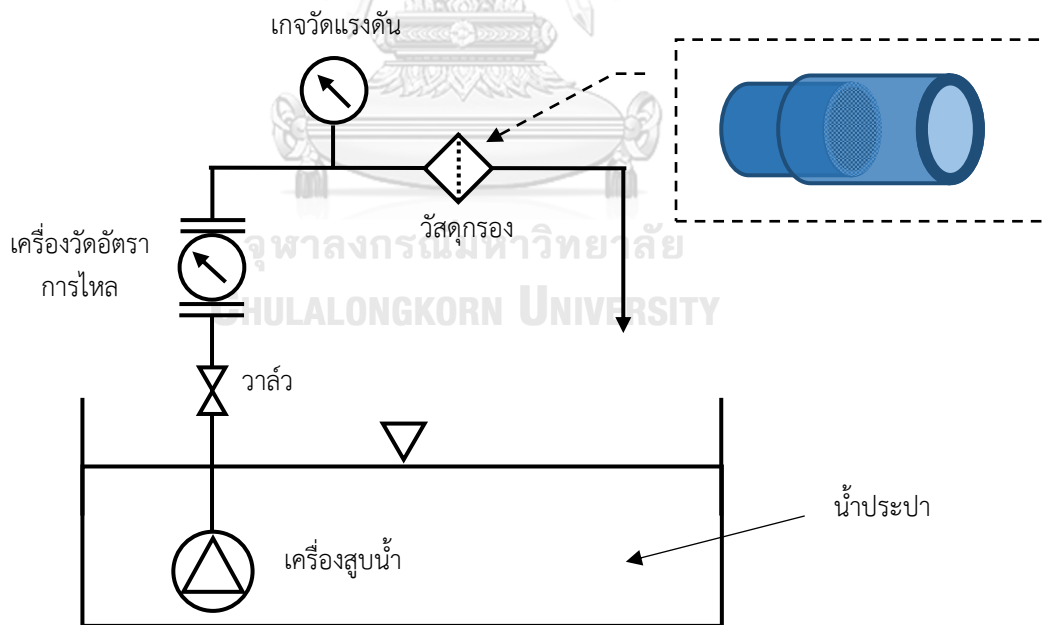 เกจวัดแรงดัน
วัสดุกรอง
เครื่องวัดอัตรา
การไหล
จุฬาลงกรณ์มหาวิทยาลัย
CHULALONGKORN UNIVERSITY
วาล์ว
น้ำประปา
เครื่องสูบน้ำ